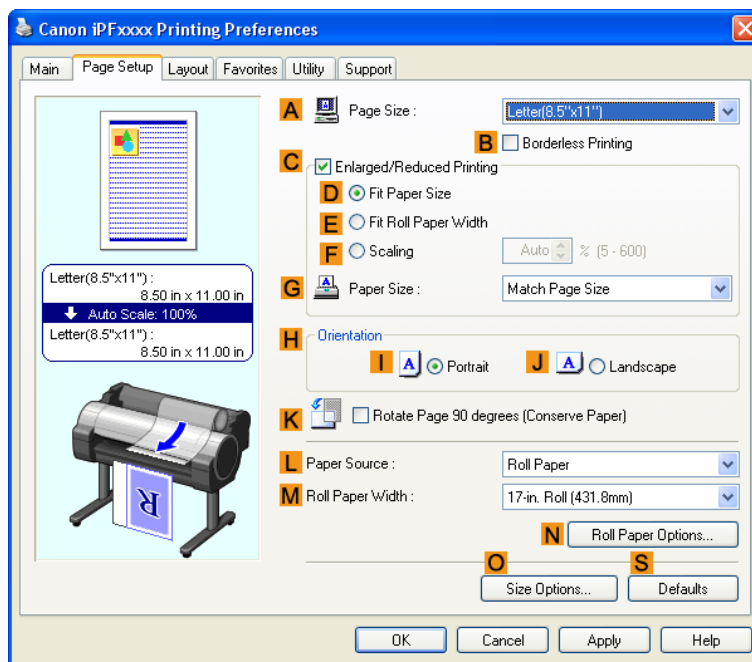 Canon iPFxxxx Printing Preferences
Main Page Setup Layout Favorites Utility Support
A Page Size : Letter(8.5"x11")
B Borderless Printing
C Enlarged/Reduced Printing
D Fit Paper Size
E Fit Roll Paper Width
F Scaling Auto % (5 - 600)
G A Paper Size : Match Page Size
Letter(8.5"x11") :
8.50 in x 11.00 in
Auto Scale: 100%
Letter(8.5"x11") :
8.50 in x 11.00 in
H Orientation
I A Portrait J A Landscape
K Rotate Page 90 degrees (Conserve Paper)
L Paper Source : Roll Paper
M Roll Paper Width : 17-in. Roll (431.8mm)
R
N Roll Paper Options...
O S
Size Options... Defaults
OK Cancel Apply Help